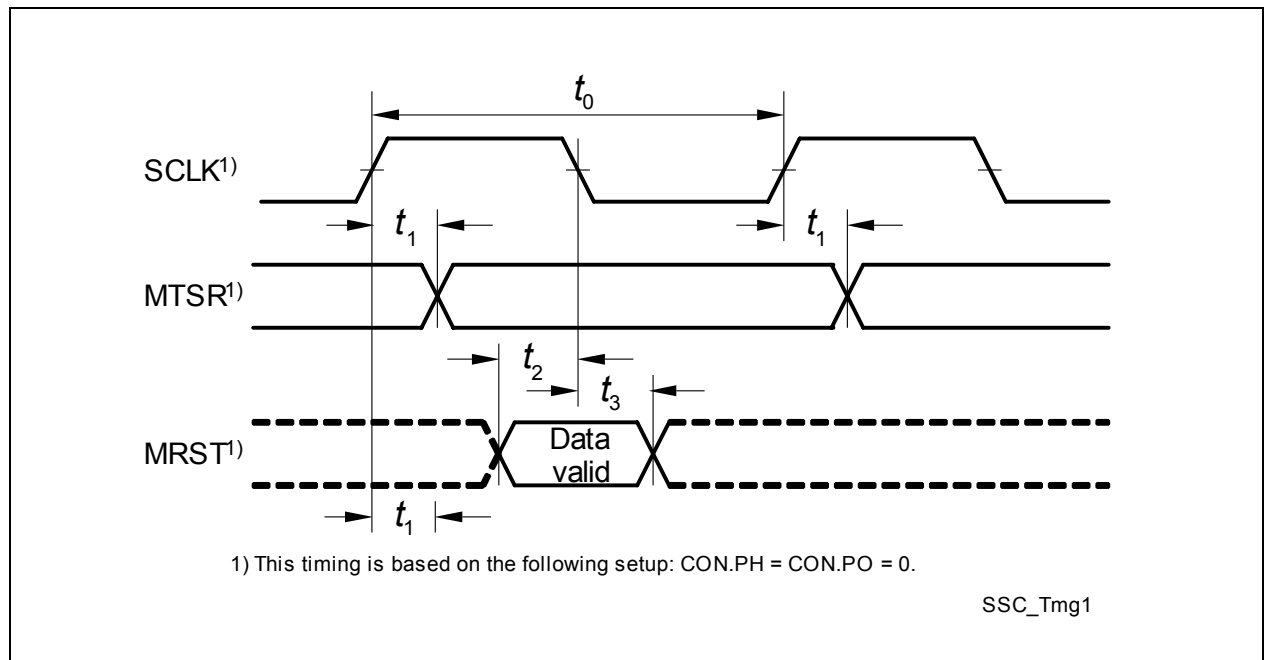 t0
SCLK1)
t1
t1
MTSR1)
t2
t3
MRST1)
Data
valid
t1
1) This timing is based on the following setup: CON.PH = CON.PO = 0.
SSC_Tmg1